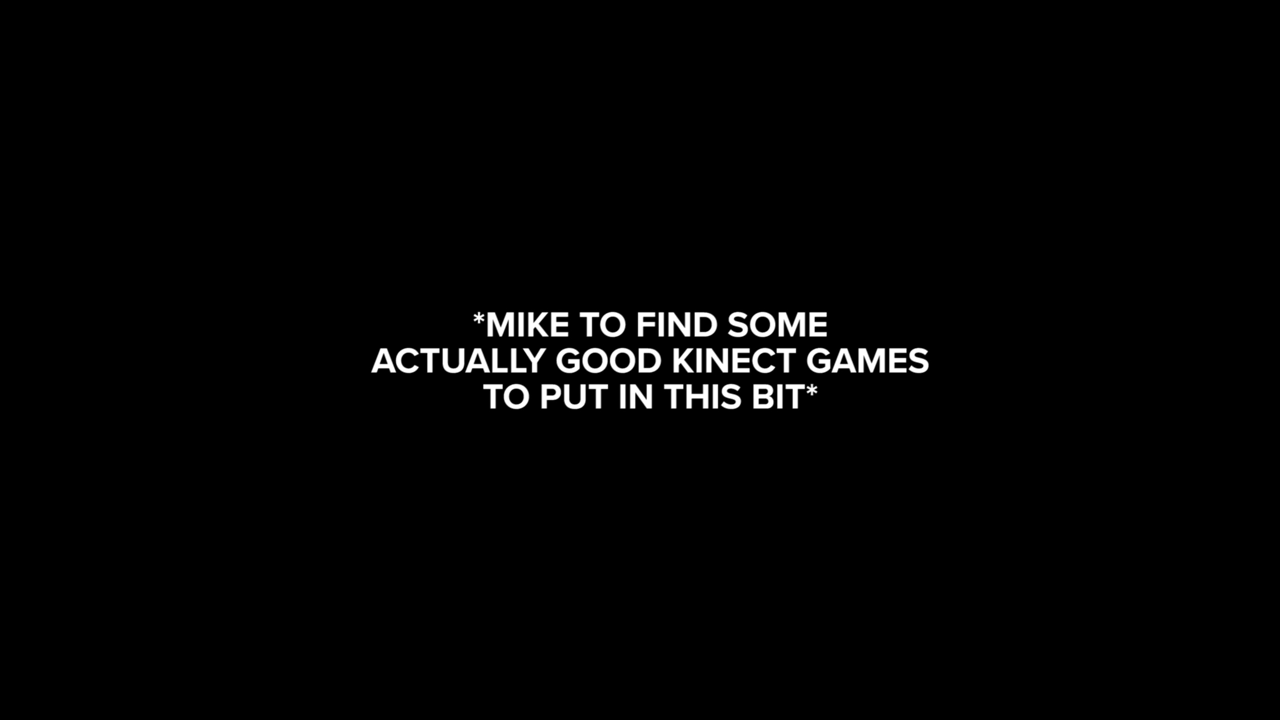 *MIKE TO FIND SOME
ACTUALLY GOOD KINECT GAMES
TO PUT IN THIS BIT*